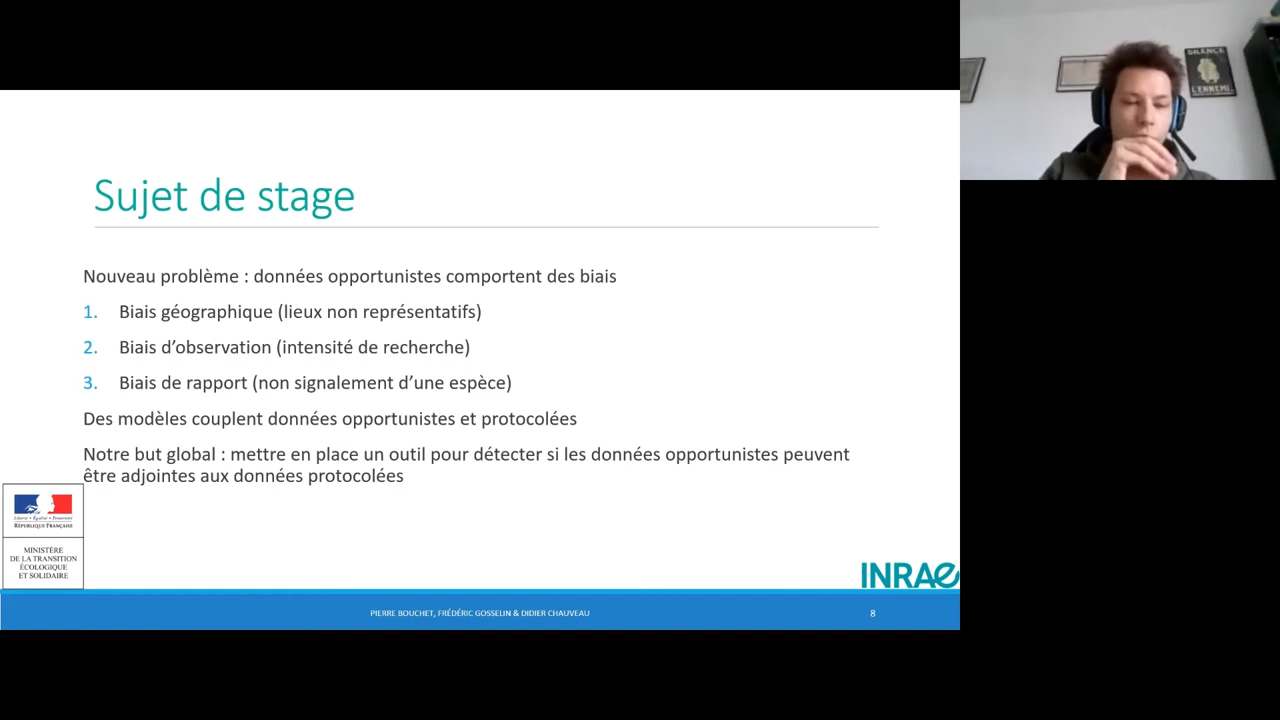 Sujet de stage
Nouveau problème : données opportunistes comportent des biais
1. Biais géographique (lieux non représentatifs)
2. Biais d’observation (intensité de recherche)
3. Biais de rapport (non signalement d’une espèce)
Des modèles couplent données opportunistes et protocolées
Notre but global : mettre en place un outil pour détecter si les données opportunistes peuvent
être adjointes aux données protocolées
Liberté • Égalité • Fraternité
RÉPUBLIQUE FRANÇAISE
MINISTÈRE
DE LA TRANSITION
ÉCOLOGIQUE
ET SOLIDAIRE
INRAE
PIERRE BOUCHET, FRÉDÉRIC GOSSELIN & DIDIER CHAUVEAU
8
SILENCE
L'ENNEMI